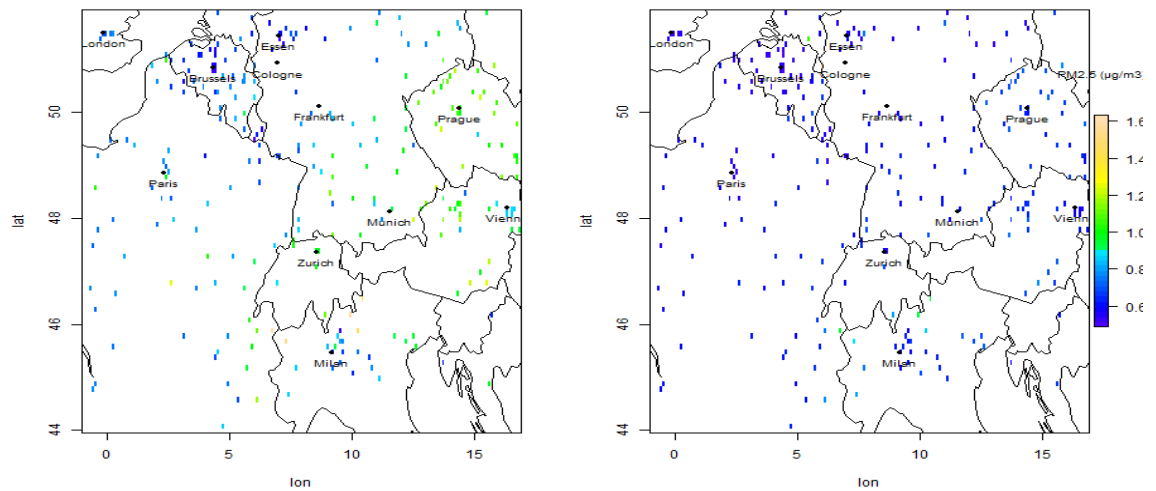 London
Essen
Cologne
Brussels
Frankfurt
Prague
Paris
Munich
Vienn
Zurich
Milen
lat
44 46 48 50
0 5 10 15
lon
London
Essen
Cologne
Brussels
Frankfurt
Prague
Paris
Munich
Vienn
Zurich
Milen
lat
44 46 48 50
0 5 10 15
lon
PM2.5 (µg/m3
1.6
1.4
1.2
1.0
0.8
0.6